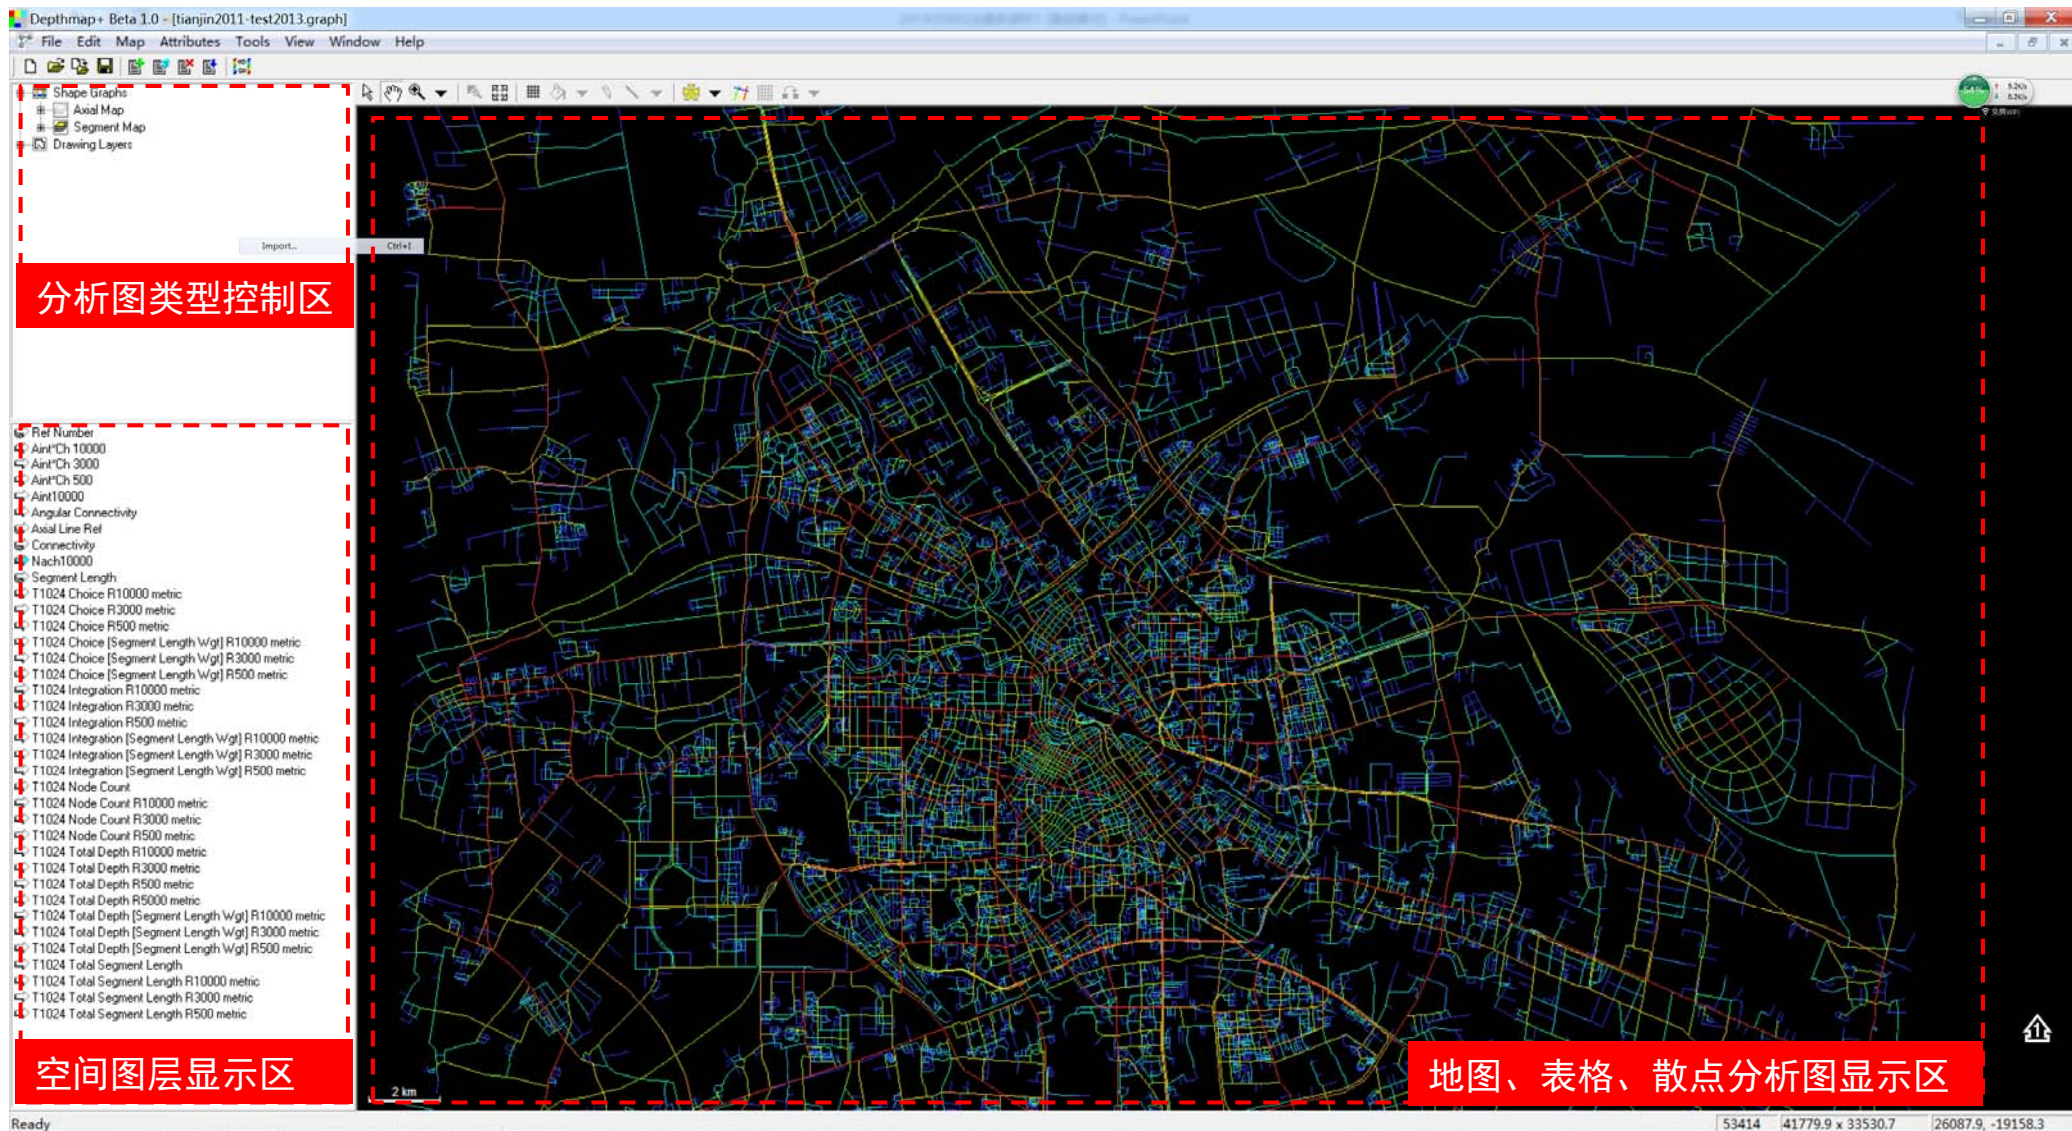 Depthmap+ Beta 1.0 - [tianjin2011-test2013.graph]
File Edit Map Attributes Tools View Window Help
Shape Graphs
Axial Map
Segment Map
Drawing Layers
Import... Ctrl+I
分析图类型控制区
Ref Number
Aint*Ch 10000
Aint*Ch 3000
Aint*Ch 500
Aint10000
Angular Connectivity
Axial Line Ref
Connectivity
Nach10000
Segment Length
T1024 Choice R10000 metric
T1024 Choice R3000 metric
T1024 Choice R500 metric
T1024 Choice [Segment Length Wgt] R10000 metric
T1024 Choice [Segment Length Wgt] R3000 metric
T1024 Choice [Segment Length Wgt] R500 metric
T1024 Integration R10000 metric
T1024 Integration R3000 metric
T1024 Integration R500 metric
T1024 Integration [Segment Length Wgt] R10000 metric
T1024 Integration [Segment Length Wgt] R3000 metric
T1024 Integration [Segment Length Wgt] R500 metric
T1024 Node Count
T1024 Node Count R10000 metric
T1024 Node Count R3000 metric
T1024 Node Count R500 metric
T1024 Total Depth R10000 metric
T1024 Total Depth R3000 metric
T1024 Total Depth R500 metric
T1024 Total Depth R5000 metric
T1024 Total Depth [Segment Length Wgt] R10000 metric
T1024 Total Depth [Segment Length Wgt] R3000 metric
T1024 Total Depth [Segment Length Wgt] R500 metric
T1024 Total Segment Length
T1024 Total Segment Length R10000 metric
T1024 Total Segment Length R3000 metric
T1024 Total Segment Length R500 metric
空间图层显示区
54%
0.2K/s
2 km
地图、表格、散点分析图显示区
Ready
53414 41779.9 x 33530.7 26087.9, -19158.3